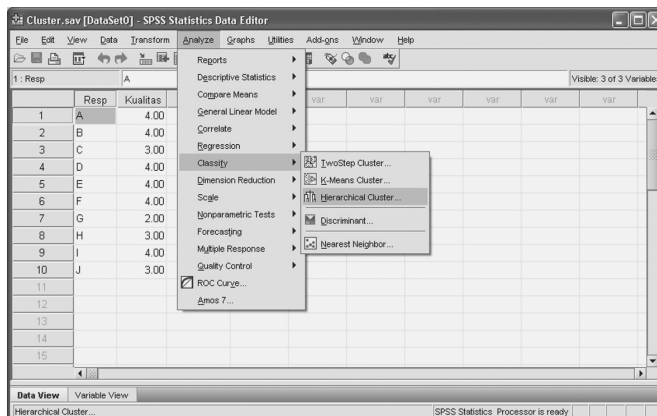 Cluster.sav [DataSet0] - SPSS Statistics Data Editor
File Edit View Data Transform Analyze Graphs Utilities Add-ons Window Help
1 : Resp A Visible: 3 of 3 Variables
Resp Kualitas var var var var var var
1 A 4.00
2 B 4.00
3 C 3.00
4 D 4.00
5 E 4.00
6 F 4.00
7 G 2.00
8 H 3.00
9 I 4.00
10 J 3.00
11
12
13
14
15
Reports
Descriptive Statistics
Compare Means
General Linear Model
Correlate
Regression
Classify
Dimension Reduction
Scale
Nonparametric Tests
Forecasting
Multiple Response
Quality Control
ROC Curve...
Amos 7...
TwoStep Cluster...
K-Means Cluster...
Hierarchical Cluster...
Discriminant...
Nearest Neighbor...
Data View Variable View
Hierarchical Cluster... SPSS Statistics Processor is ready